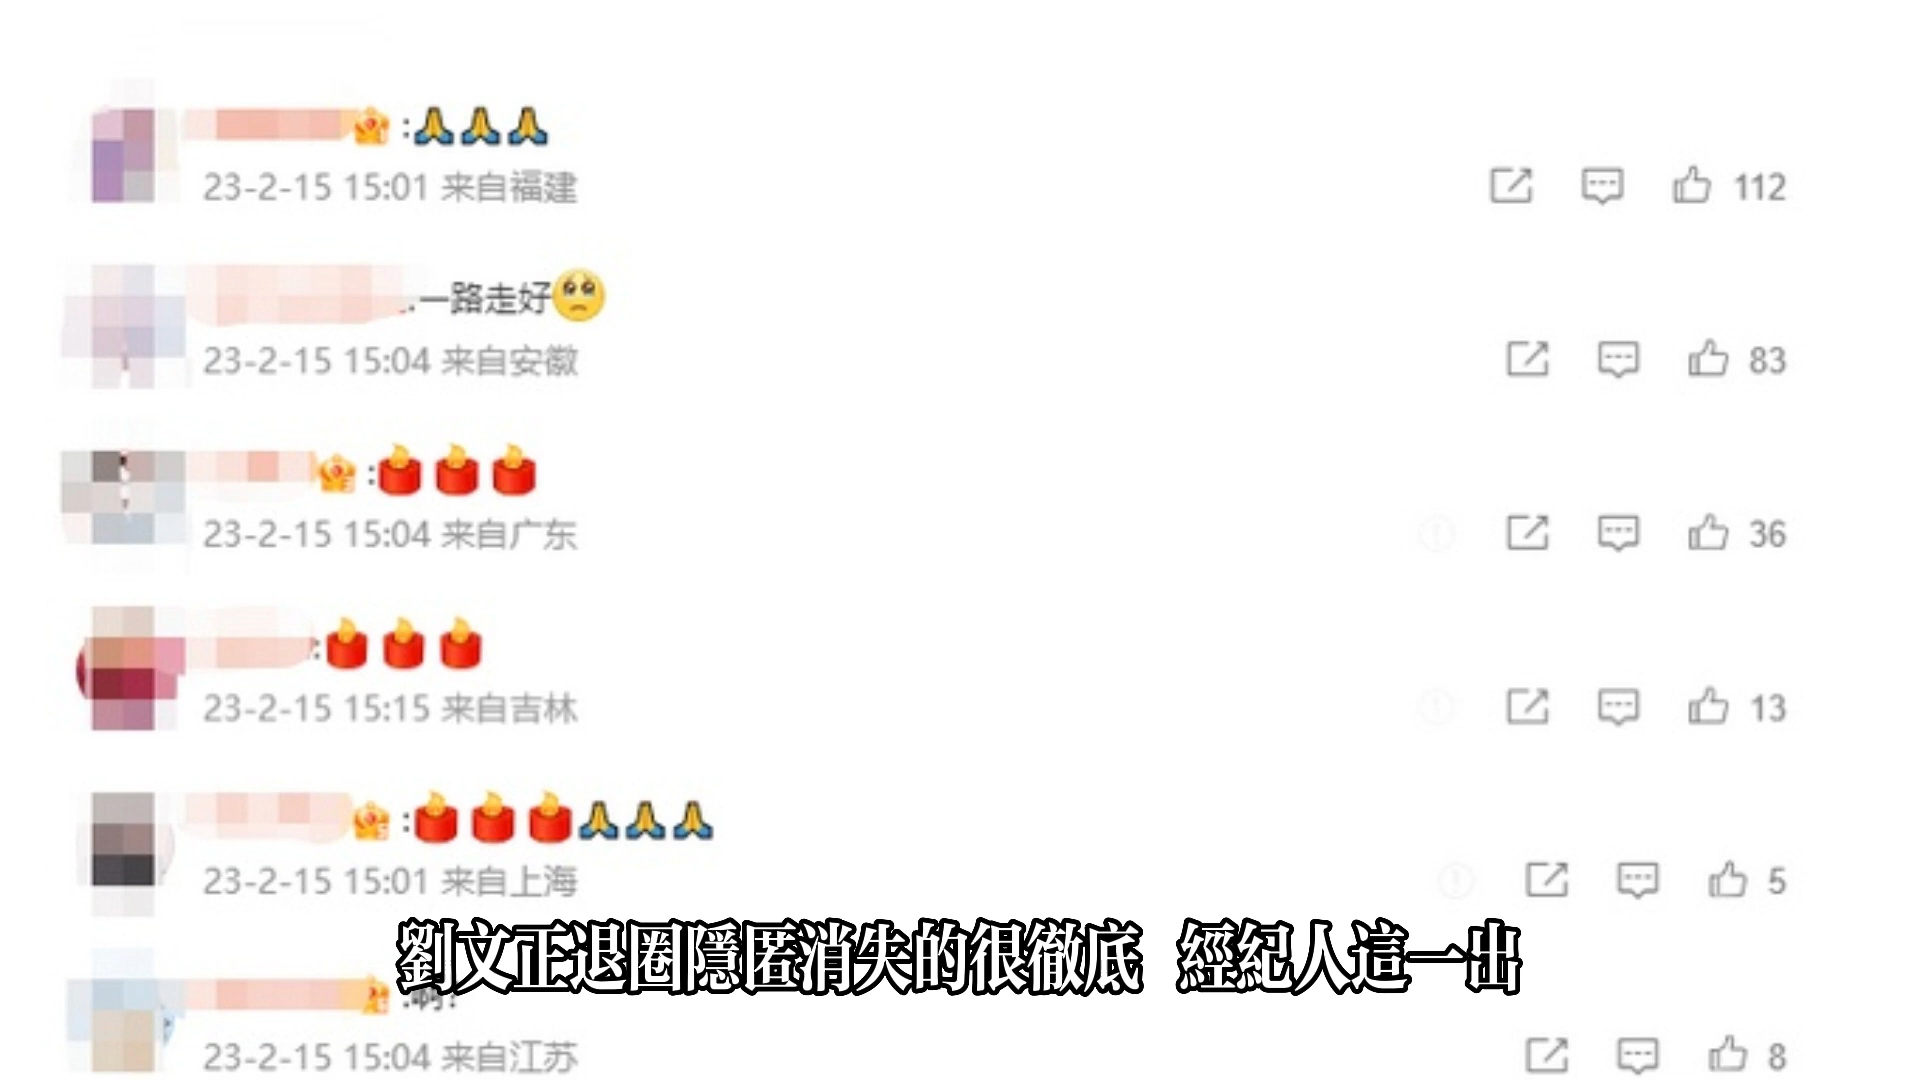 :🙏🙏🙏
23-2-15 15:01 来自福建
112
一路走好🥺
23-2-15 15:04 来自安徽
83
:🕯🕯🕯
23-2-15 15:04 来自广东
36
:🕯🕯🕯
23-2-15 15:15 来自吉林
13
:🕯🕯🕯🙏🙏🙏
23-2-15 15:01 来自上海
5
劉文正退圈隱匿消失的很徹底 經紀人這一出
23-2-15 15:04 来自江苏
8